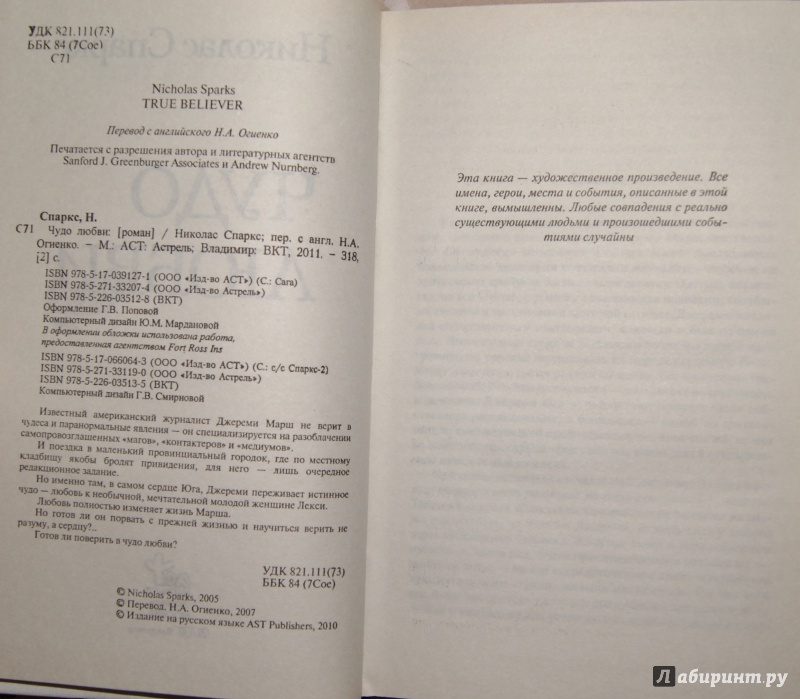 УДК 821.111(73)
ББК 84 (7Сое)
С71
Nicholas Sparks
TRUE BELIEVER
Перевод с английского Н.А. Огиенко
Печатается с разрешения автора и литературных агентств
Sanford J. Greenburger Associates и Andrew Nurnberg.
Спаркс, Н.
С71 Чудо любви: [роман] / Николас Спаркс; пер. с англ. Н.А.
Огиенко. – М.: АСТ: Астрель; Владимир: ВКТ, 2011. – 318,
[2] с.
ISBN 978-5-17-039127-1 (ООО «Изд-во АСТ») (С.: Сага)
ISBN 978-5-271-33207-4 (ООО «Изд-во Астрель»)
ISBN 978-5-226-03512-8 (ВКТ)
Оформление Г.В. Поповой
Компьютерный дизайн Ю.М. Мардановой
В оформлении обложки использована работа,
предоставленная агентством Fort Ross Ins
ISBN 978-5-17-066064-3 (ООО «Изд-во АСТ») (С.: с/с Спаркс-2)
ISBN 978-5-271-33119-0 (ООО «Изд-во Астрель»)
ISBN 978-5-226-03513-5 (ВКТ)
Компьютерный дизайн Г.В. Смирновой
Известный американский журналист Джереми Марш не верит в
чудеса и паранормальные явления — он специализируется на разоблачении
самопровозглашенных «магов», «контактеров» и «медиумов».
И поездка в маленький провинциальный городок, где по местному
кладбищу якобы бродят привидения, для него — лишь очередное
редакционное задание.
Но именно там, в самом сердце Юга, Джереми переживает истинное
чудо – любовь к необычной, мечтательной молодой женщине Лекси.
Любовь полностью изменяет жизнь Марша.
Но готов ли он порвать с прежней жизнью и научиться верить не
разуму, а сердцу?..
Готов ли поверить в чудо любви?
УДК 821.111(73)
ББК 84 (7Сое)
© Nicholas Sparks, 2005
© Перевод. Н.А. Огиенко, 2007
© Издание на русском языке AST Publishers, 2010
Эта книга — художественное произведение. Все
имена, герои, места и события, описанные в этой
книге, вымышлены. Любые совпадения с реально
существующими людьми и произошедшими собы-
тиями случайны
Лабиринт.ру